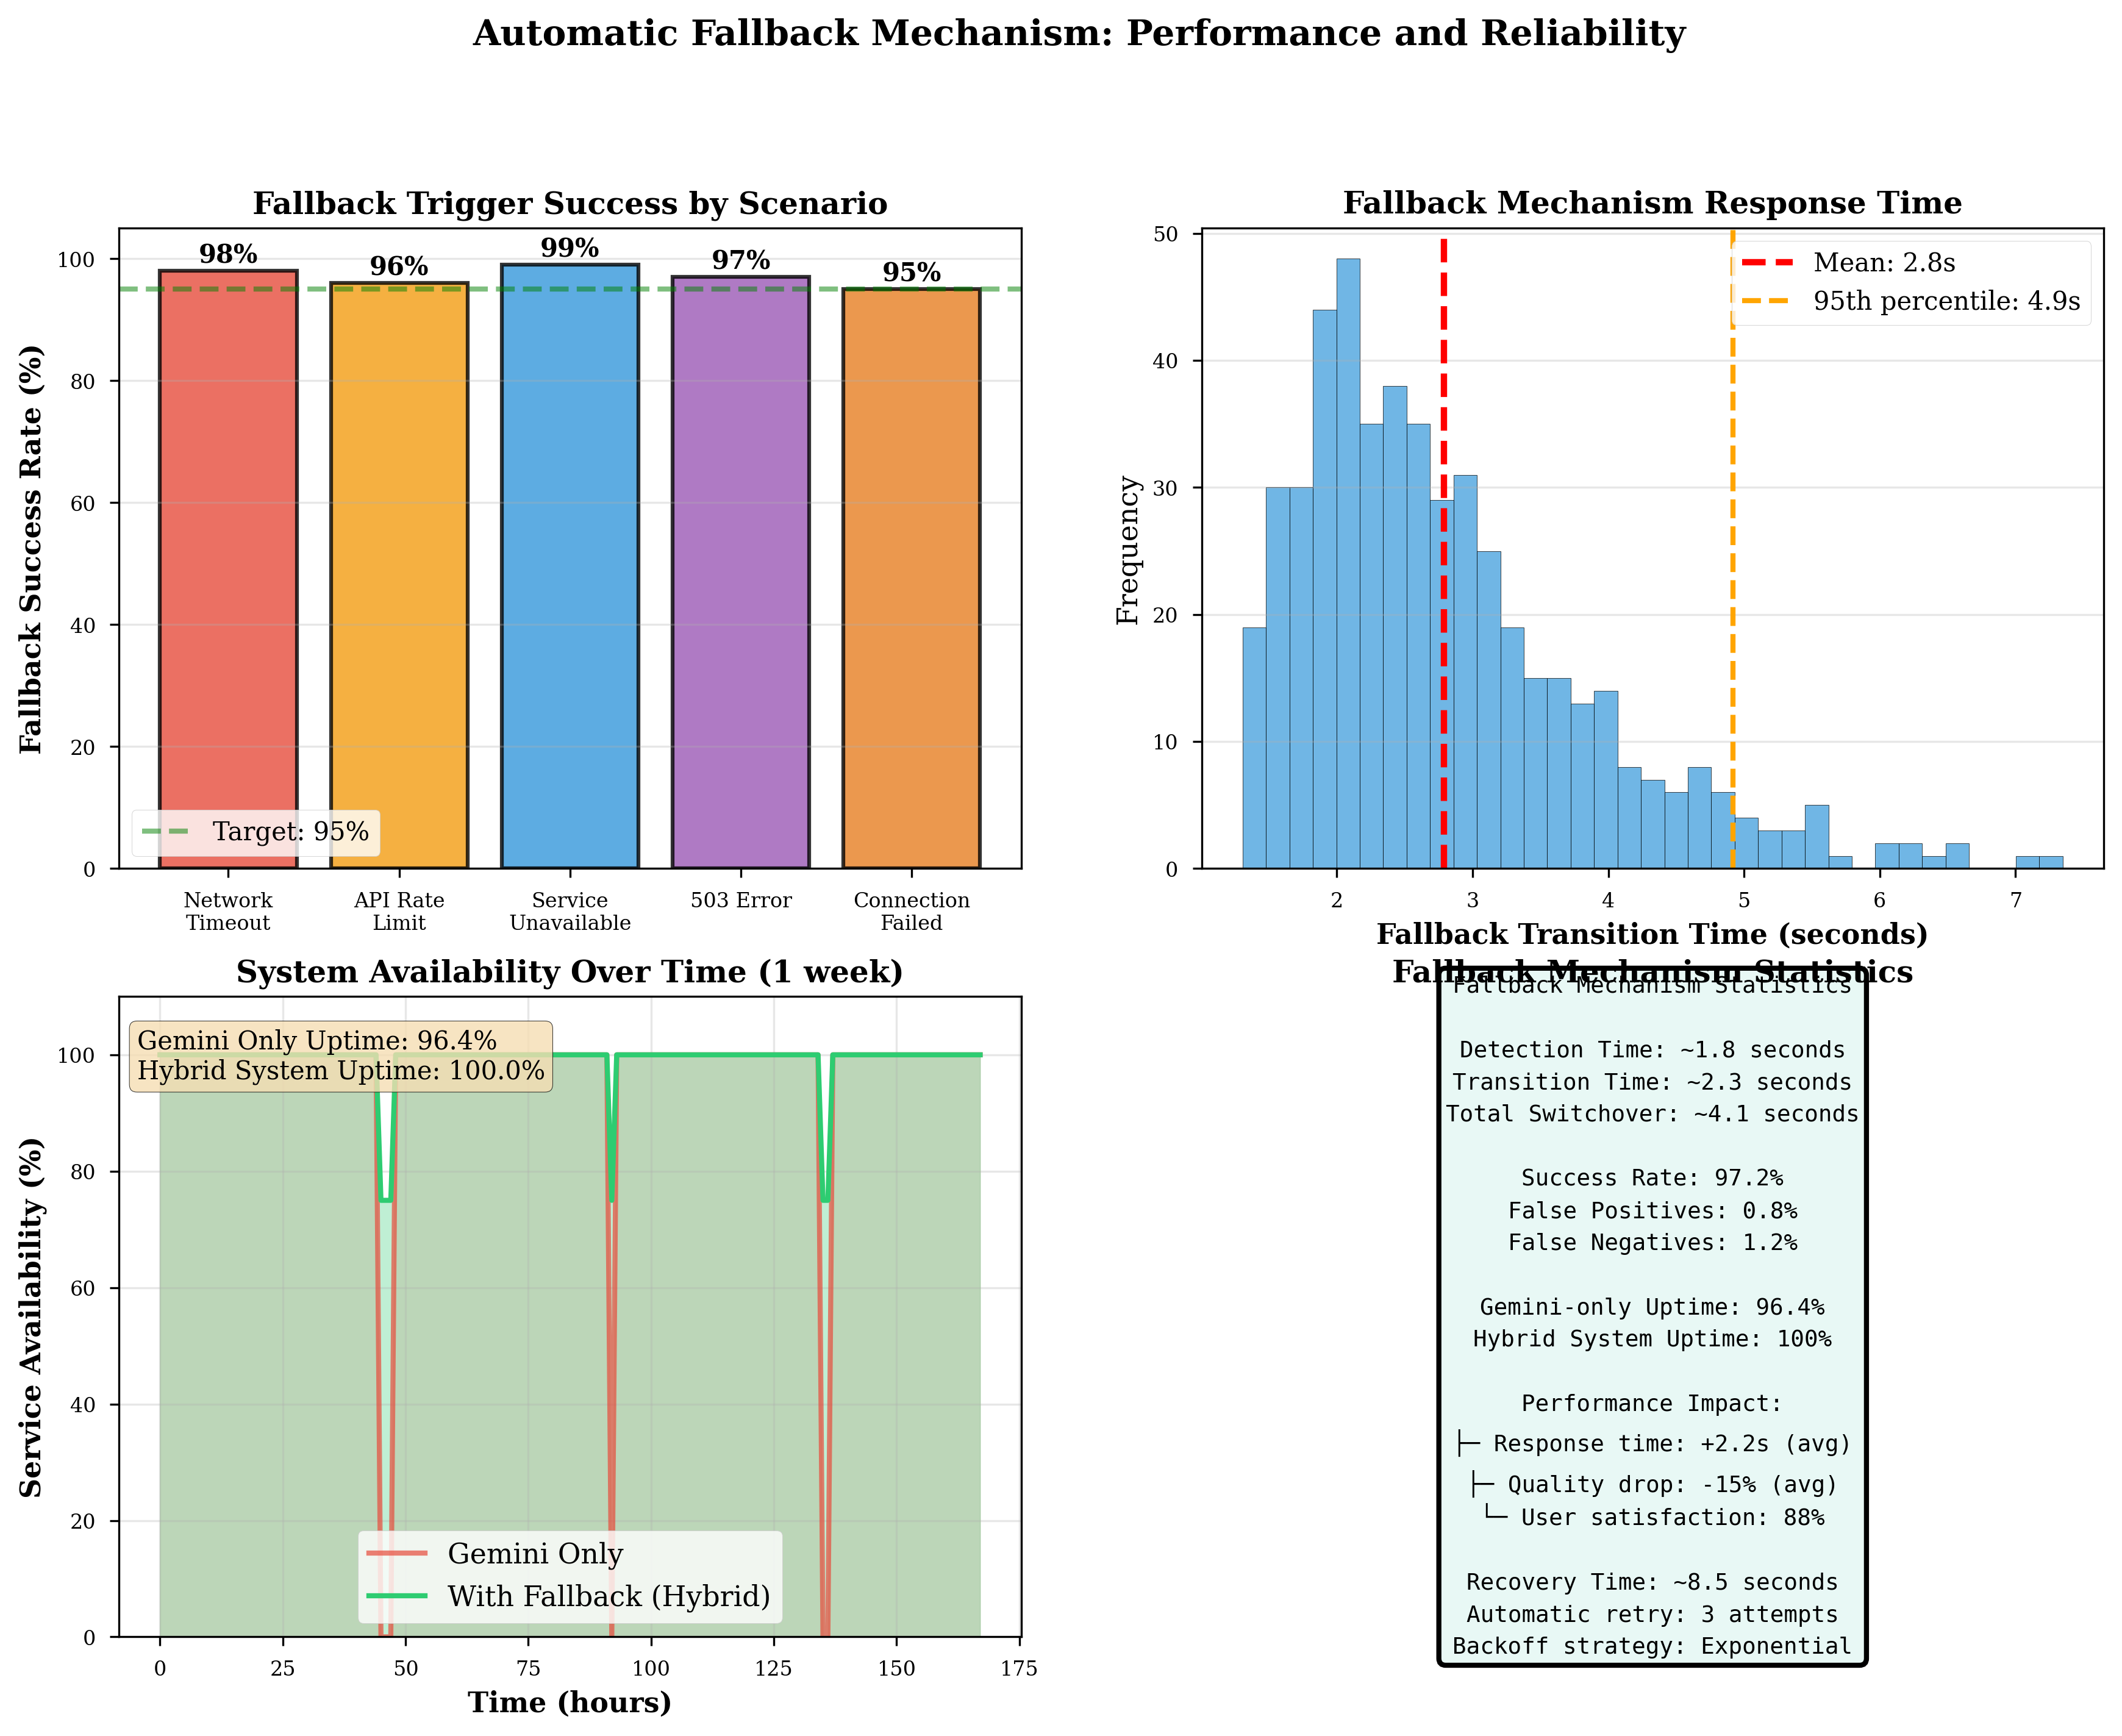 Automatic Fallback Mechanism: Performance and Reliability
Fallback Trigger Success by Scenario
Fallback Success Rate (%)
100
80
60
40
20
0
98%
96%
99%
97%
95%
Target: 95%
Network
Timeout
API Rate
Limit
Service
Unavailable
503 Error
Connection
Failed
Fallback Mechanism Response Time
Frequency
50
40
30
20
10
0
Mean: 2.8s
95th percentile: 4.9s
2
3
4
5
6
7
Fallback Transition Time (seconds)
System Availability Over Time (1 week)
Service Availability (%)
100
80
60
40
20
0
Gemini Only Uptime: 96.4%
Hybrid System Uptime: 100.0%
Gemini Only
With Fallback (Hybrid)
0
25
50
75
100
125
150
175
Time (hours)
Fallback Mechanism Statistics
Fallback Mechanism Statistics
Detection Time: ~1.8 seconds
Transition Time: ~2.3 seconds
Total Switchover: ~4.1 seconds
Success Rate: 97.2%
False Positives: 0.8%
False Negatives: 1.2%
Gemini-only Uptime: 96.4%
Hybrid System Uptime: 100%
Performance Impact:
├─ Response time: +2.2s (avg)
├─ Quality drop: -15% (avg)
└─ User satisfaction: 88%
Recovery Time: ~8.5 seconds
Automatic retry: 3 attempts
Backoff strategy: Exponential